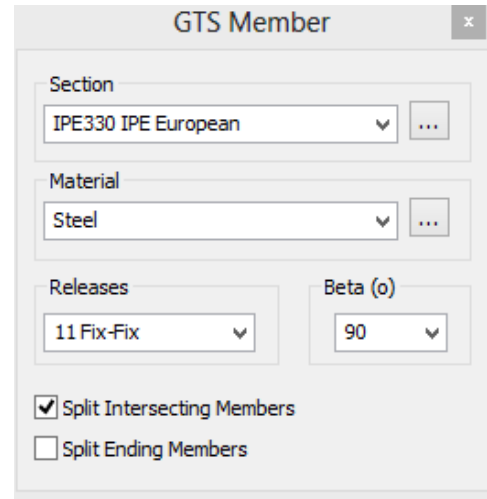 GTS Member
x
Section
IPE330 IPE European
...
Material
Steel
...
Releases
Beta (o)
11 Fix-Fix
90
Split Intersecting Members
Split Ending Members